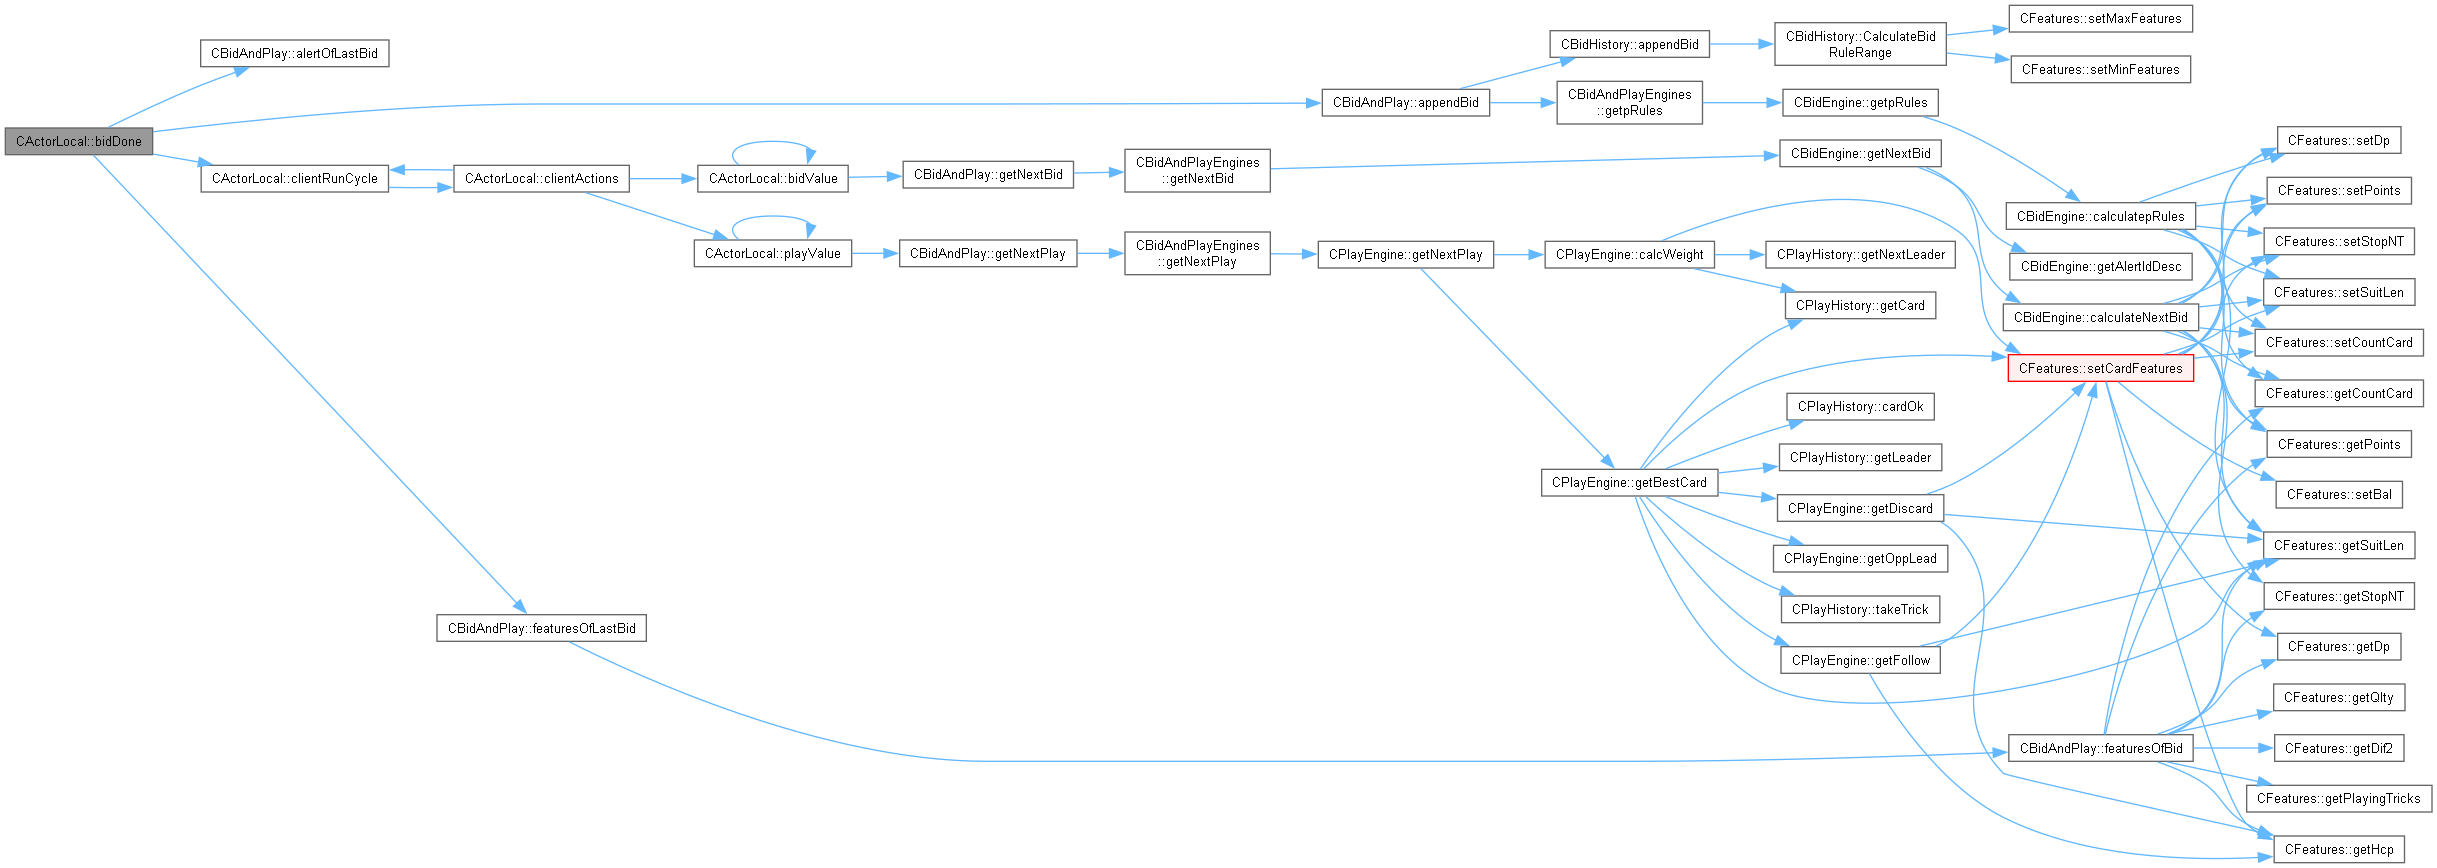 CActorLocal::bidDone
CBidAndPlay::alertOfLastBid
CActorLocal::clientRunCycle
CBidAndPlay::featuresOfLastBid
CActorLocal::clientActions
CActorLocal::bidValue
CActorLocal::playValue
CBidAndPlay::getNextBid
CBidAndPlay::getNextPlay
CBidAndPlayEngines
::getNextBid
CBidAndPlayEngines
::getNextPlay
CBidAndPlay::appendBid
CPlayEngine::getNextPlay
CBidHistory::appendBid
CBidAndPlayEngines
::getpRules
CPlayEngine::calcWeight
CPlayEngine::getBestCard
CBidHistory::CalculateBid
RuleRange
CBidEngine::getpRules
CBidEngine::getNextBid
CPlayHistory::getNextLeader
CPlayHistory::getCard
CPlayHistory::cardOk
CPlayHistory::getLeader
CPlayEngine::getDiscard
CPlayEngine::getOppLead
CPlayHistory::takeTrick
CPlayEngine::getFollow
CFeatures::setMaxFeatures
CFeatures::setMinFeatures
CBidEngine::calculatepRules
CBidEngine::getAlertIdDesc
CBidEngine::calculateNextBid
CFeatures::setCardFeatures
CBidAndPlay::featuresOfBid
CFeatures::setDp
CFeatures::setPoints
CFeatures::setStopNT
CFeatures::setSuitLen
CFeatures::setCountCard
CFeatures::getCountCard
CFeatures::getPoints
CFeatures::setBal
CFeatures::getSuitLen
CFeatures::getStopNT
CFeatures::getDp
CFeatures::getQlty
CFeatures::getDif2
CFeatures::getPlayingTricks
CFeatures::getHcp